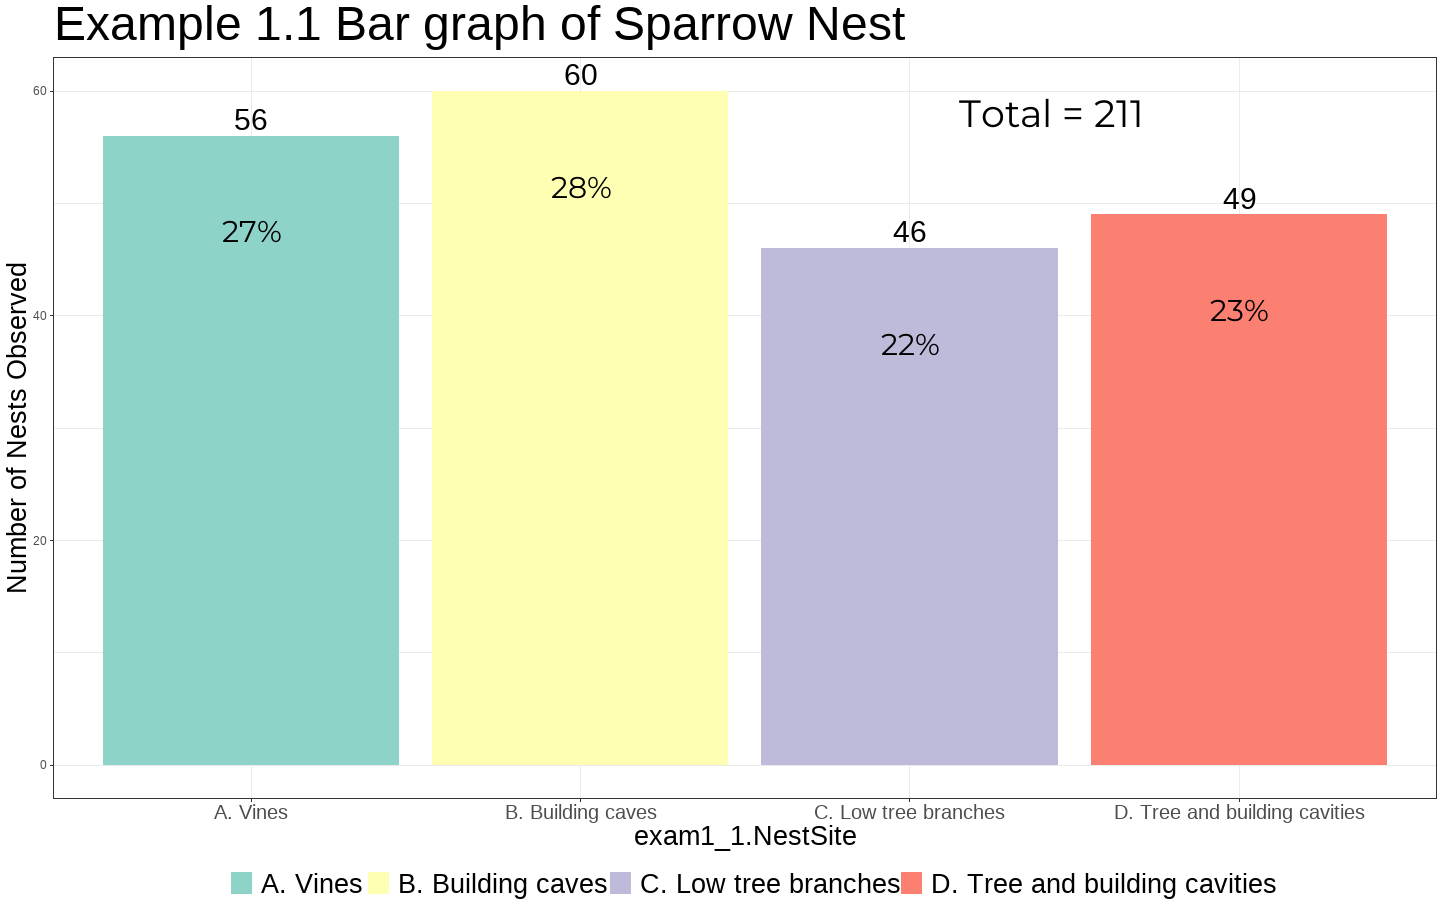 Example 1.1 Bar graph of Sparrow Nest
60
56
Total = 211
28%
49
27%
46
23%
22%
Number of Nests Observed
60
40
20
0
A. Vines
B. Building caves
C. Low tree branches
D. Tree and building cavities
exam1_1.NestSite
A. Vines B. Building caves C. Low tree branches D. Tree and building cavities